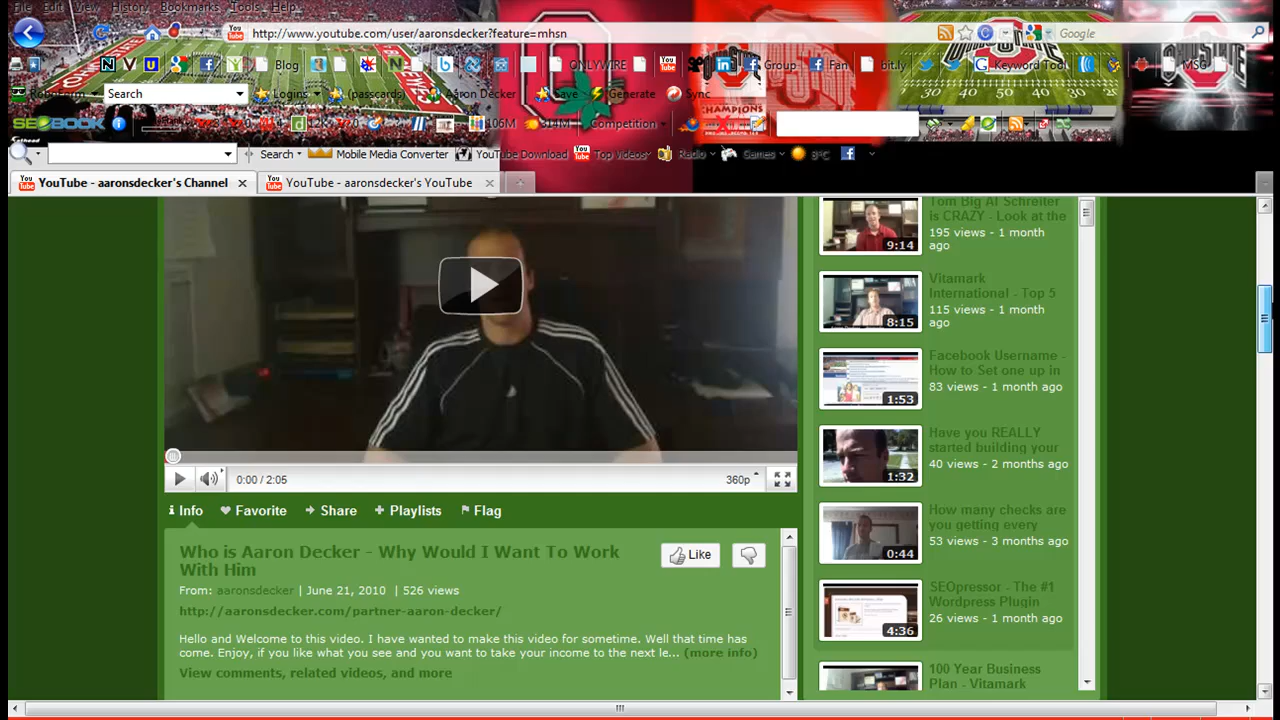 File Edit View History Bookmarks Tools Help
http://www.youtube.com/user/aaronsdecker?feature=mhsn
Google
Blog
ONLYWIRE
Group
Fan
bit.ly
Keyword Tool
MSG
Search
Logins
(passcards)
Aaron Decker
Save
Generate
Sync
SEOBOOK
106M
314M
Competition
CHAMPIONS
30 40
40 30
Search
Mobile Media Converter
YouTube Download
Top Videos
Radio
Games
YouTube - aaronsdecker's Channel
YouTube - aaronsdecker's YouTube
0:00 / 2:05
360p
Info
Favorite
Share
Playlists
Flag
Who is Aaron Decker - Why Would I Want To Work
With Him
Like
From: aaronsdecker | June 21, 2010 | 526 views
http://aaronsdecker.com/partner-aaron-decker/
Hello and Welcome to this video. I have wanted to make this video for sometime. Well that time has
come. Enjoy, if you like what you see and you want to take your income to the next le... (more info)
View comments, related videos, and more
Tom Big Al Schreiter
is CRAZY - Look at the
195 views - 1 month
ago
9:14
Vitamark
International - Top 5
115 views - 1 month
ago
8:15
Facebook Username -
How to Set one up in
83 views - 1 month ago
1:53
Have you REALLY
started building your
40 views - 2 months ago
1:32
How many checks are
you getting every
53 views - 3 months ago
0:44
SEOpressor - The #1
Wordpress Plugin
26 views - 1 month ago
4:36
100 Year Business
Plan - Vitamark